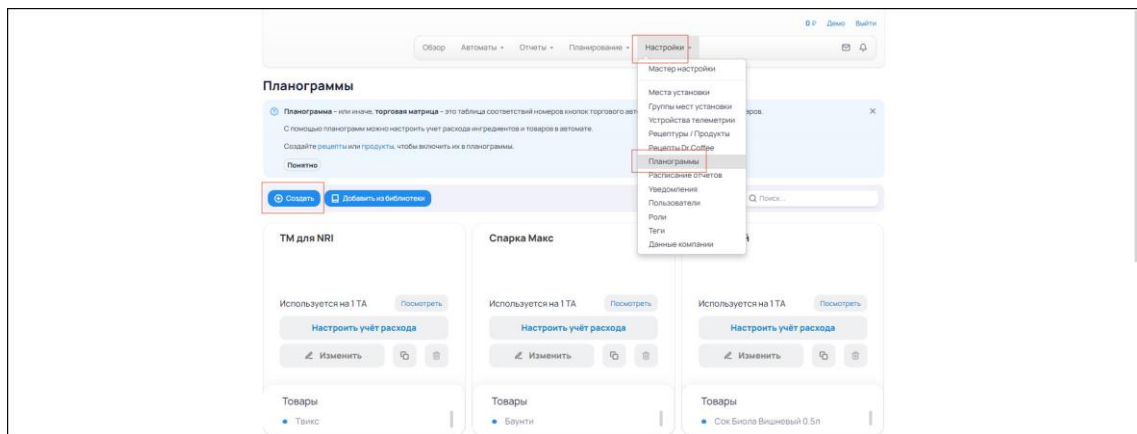 0 ₽ Демо Выйти
Обзор Автоматы Отчеты Планирование Настройки
Мастер настройки
Места установки
Группы мест установки
Устройства телеметрии
Рецептуры / Продукты
Рецепты Dr.Coffee
Планограммы
Расписание отчетов
Уведомления
Пользователи
Роли
Теги
Данные компании
Планограммы
Планограмма – или иначе, торговая матрица – это таблица соответствий номеров кнопок торгового
С помощью планограмм можно настроить учет расхода ингредиентов и товаров в автомате.
Создайте рецепты или продукты, чтобы включить их в планограммы.
Понятно
Создать Добавить из библиотеки Поиск...
ТМ для NRI Спарка Макс
Используется на 1 ТА Посмотреть Используется на 1 ТА Посмотреть Используется на 1 ТА Посмотреть
Настроить учёт расхода Настроить учёт расхода Настроить учёт расхода
Изменить Изменить Изменить
Товары Товары Товары
Твикс Баунти Сок Биола Вишневый 0.5л